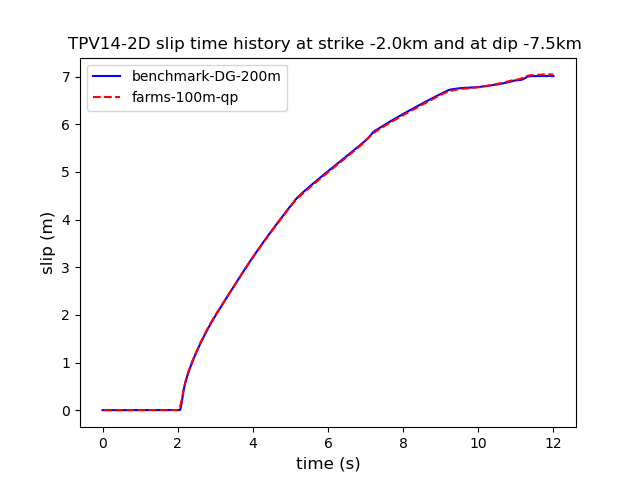 TPV14-2D slip time history at strike -2.0km and at dip -7.5km
benchmark-DG-200m
farms-100m-qp
7
6
5
4
3
2
1
0
slip (m)
0 2 4 6 8 10 12
time (s)